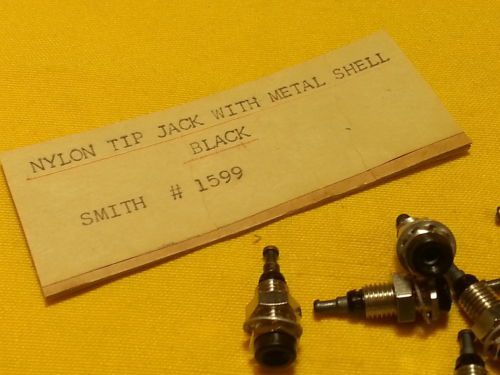 NYLON TIP JACK WITH METAL SHELL
BLACK
SMITH # 1599